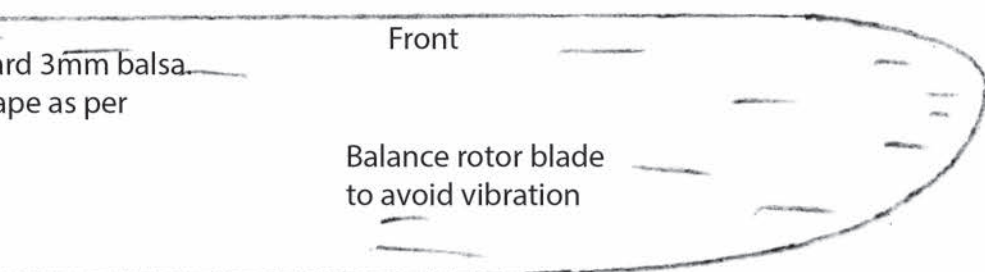 Front
ard 3mm balsa.
ape as per
Balance rotor blade
to avoid vibration